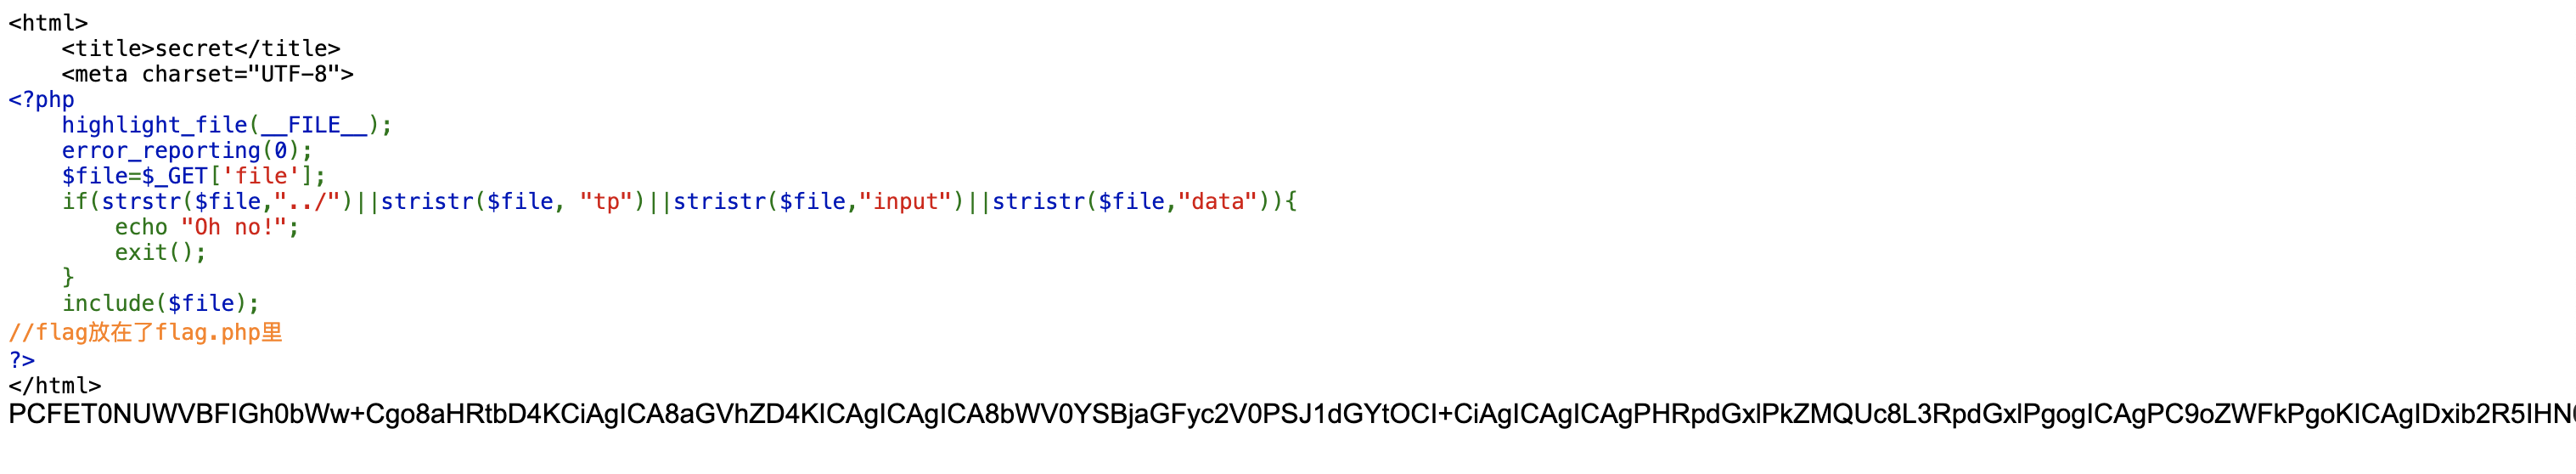 <html>
    <title>secret</title>
    <meta charset="UTF-8">
<?php
    highlight_file(__FILE__);
    error_reporting(0);
    $file=$_GET['file'];
    if(strstr($file,"../")||stristr($file, "tp")||stristr($file,"input")||stristr($file,"data")){
        echo "Oh no!";
        exit();
    }
    include($file);
//flag放在了flag.php里
?>
</html>
PCFET0NUWVBFIGh0bWw+Cgo8aHRtbD4KCiAgICA8aGVhZD4KICAgICAgICA8bWV0YSBjaGFyc2V0PSJ1dGYtOCI+CiAgICAgICAgPHRpdGxlPkZMQUc8L3RpdGxlPgogICAgPC9oZWFkPgoKICAgIDxib2R5IHN